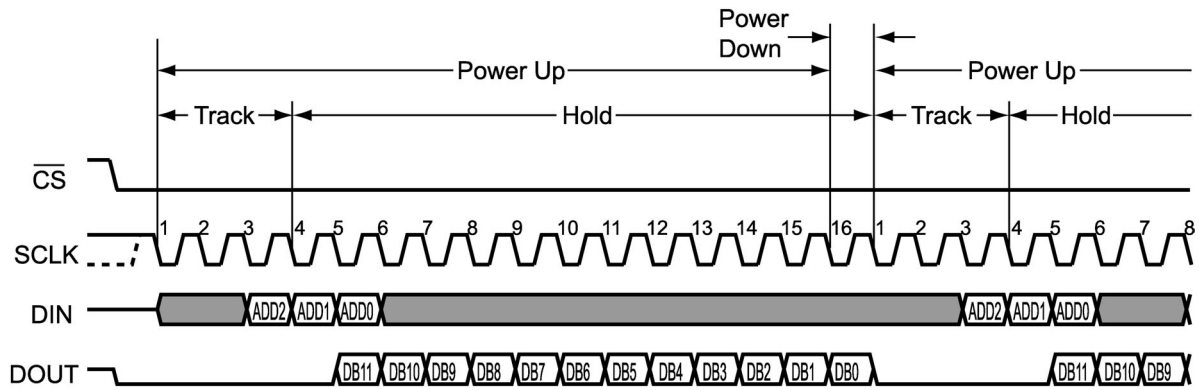 Power
Down
Power Up Power Up
Track Hold Track Hold
CS
SCLK 1 2 3 4 5 6 7 8 9 10 11 12 13 14 15 16 1 2 3 4 5 6 7 8
DIN ADD2 ADD1 ADD0 ADD2 ADD1 ADD0
DOUT DB11 DB10 DB9 DB8 DB7 DB6 DB5 DB4 DB3 DB2 DB1 DB0 DB11 DB10 DB9